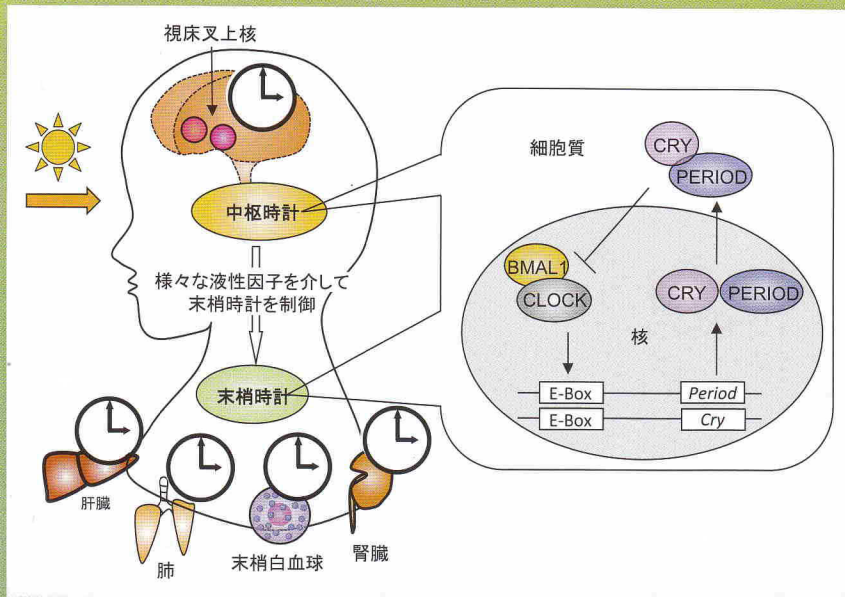 視床叉上核
中枢時計
様々な液性因子を介して
末梢時計を制御
末梢時計
肝臓
肺
末梢白血球
腎臓
細胞質
CRY
PERIOD
BMAL1
CLOCK
CRY
PERIOD
核
E-Box
Period
E-Box
Cry